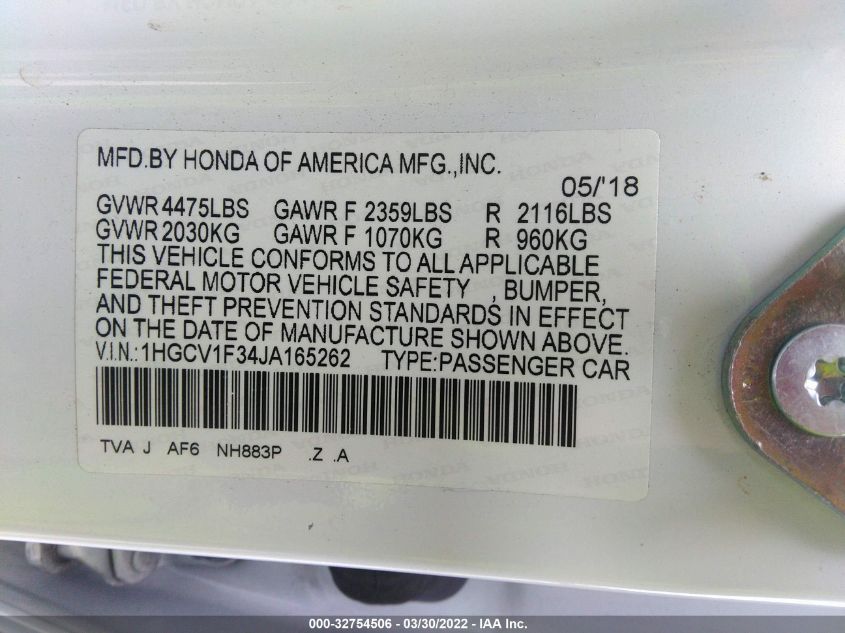 MFD.BY HONDA OF AMERICA MFG.,INC.
05/'18
GVWR 4475LBS GAWR F 2359LBS R 2116LBS
GVWR 2030KG GAWR F 1070KG R 960KG
THIS VEHICLE CONFORMS TO ALL APPLICABLE
FEDERAL MOTOR VEHICLE SAFETY , BUMPER,
AND THEFT PREVENTION STANDARDS IN EFFECT
ON THE DATE OF MANUFACTURE SHOWN ABOVE.
V.I.N.:1HGCV1F34JA165262 TYPE:PASSENGER CAR
TVA J AF6 NH883P .Z .A
000-32754506 - 03/30/2022 - IAA Inc.